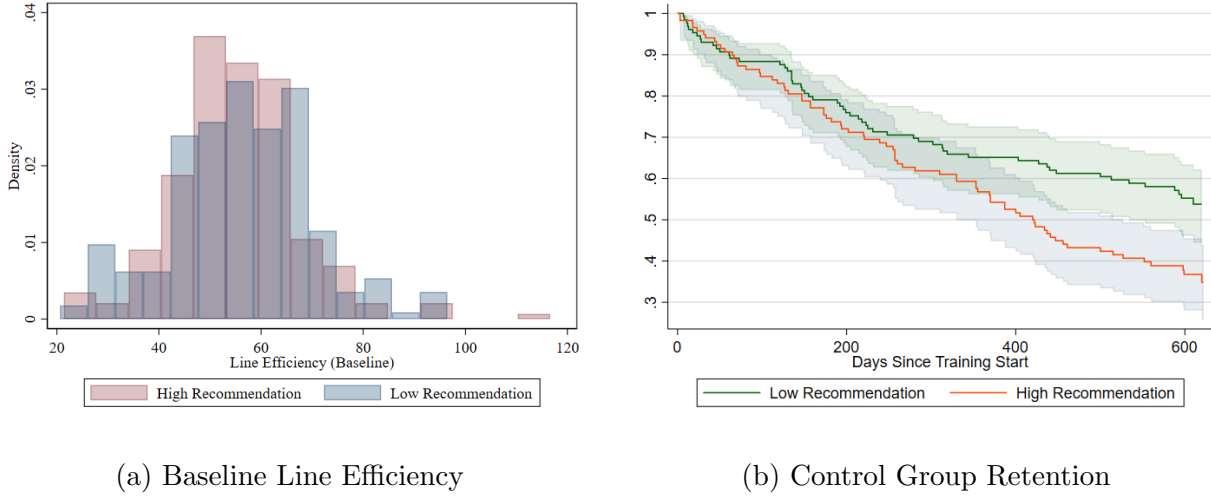 .04
.03
.02
.01
0
Density
20 40 60 80 100 120
Line Efficiency (Baseline)
High Recommendation Low Recommendation
(a) Baseline Line Efficiency
1
.9
.8
.7
.6
.5
.4
.3
0 200 400 600
Days Since Training Start
Low Recommendation High Recommendation
(b) Control Group Retention